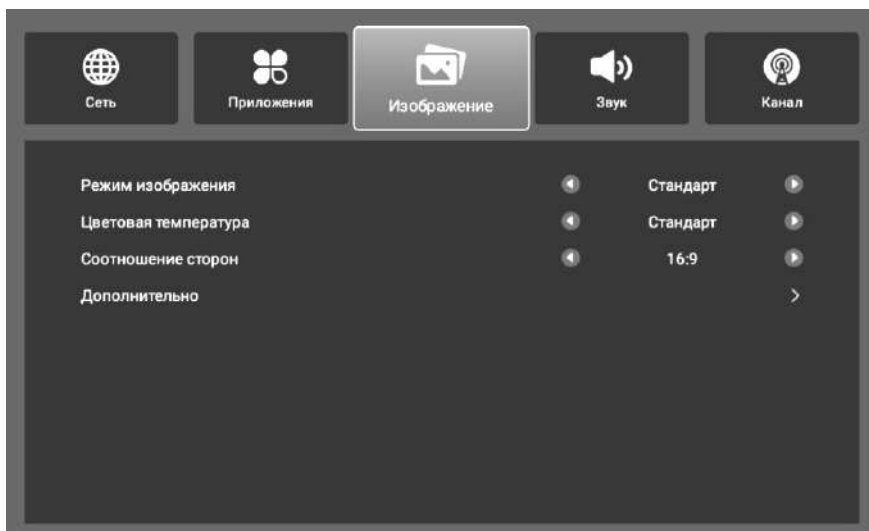 Сеть
Приложения
Изображение
Звук
Канал
Режим изображения
Стандарт
Цветовая температура
Стандарт
Соотношение сторон
16:9
Дополнительно